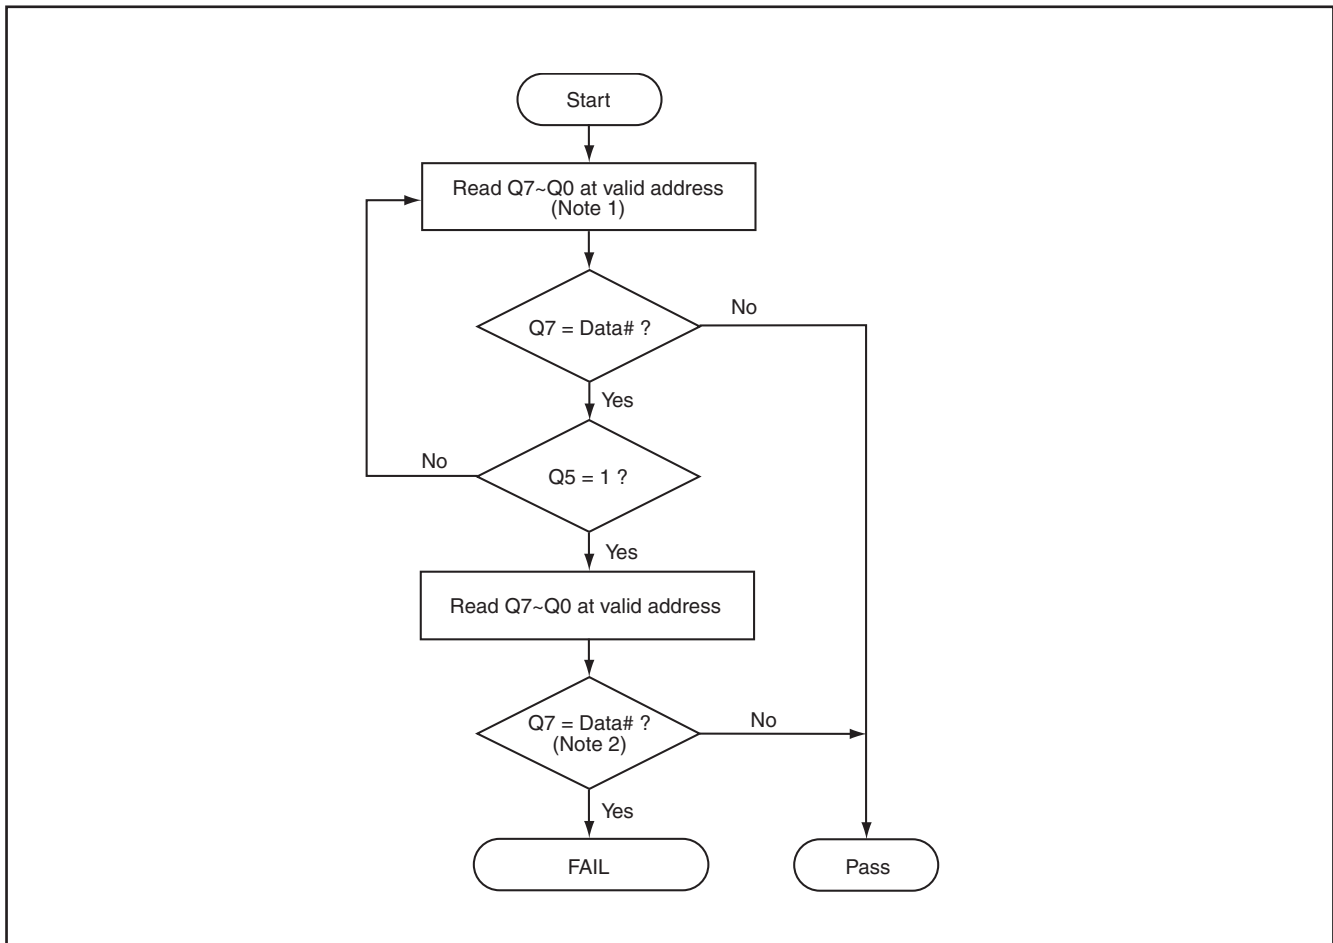 Start
Read Q7~Q0 at valid address
(Note 1)
Q7 = Data# ?
No
Yes
Q5 = 1 ?
No
Yes
Read Q7~Q0 at valid address
Q7 = Data# ?
(Note 2)
No
Yes
FAIL
Pass